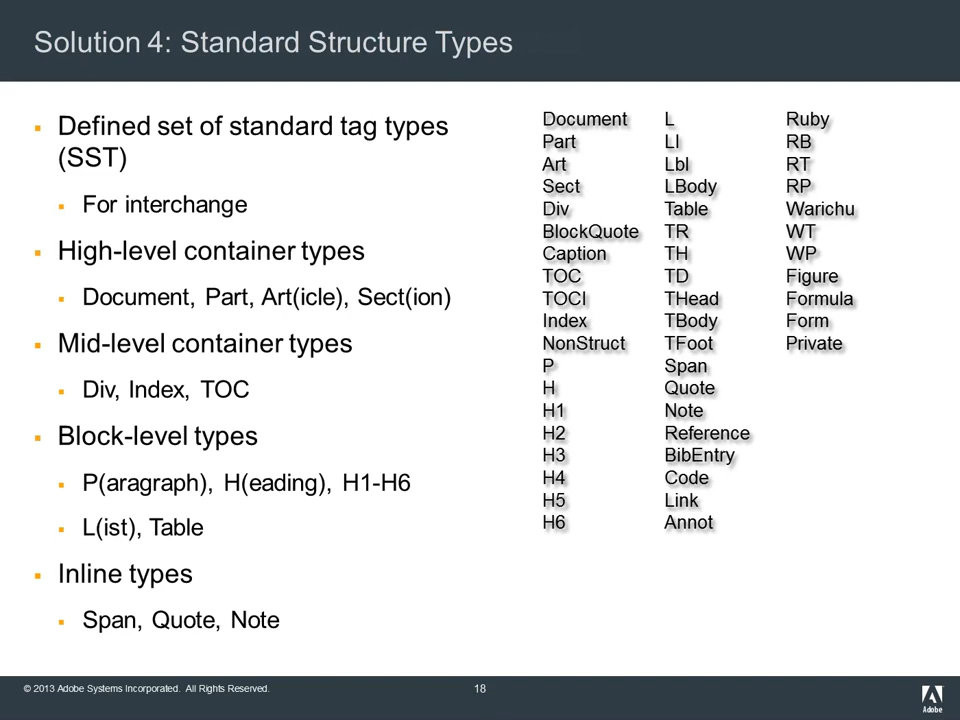 Solution 4: Standard Structure Types
▪ Defined set of standard tag types
(SST)
▪ For interchange
▪ High-level container types
▪ Document, Part, Art(icle), Sect(ion)
▪ Mid-level container types
▪ Div, Index, TOC
▪ Block-level types
▪ P(aragraph), H(eading), H1-H6
▪ L(ist), Table
▪ Inline types
▪ Span, Quote, Note
Document
Part
Art
Sect
Div
BlockQuote
Caption
TOC
TOCI
Index
NonStruct
P
H
H1
H2
H3
H4
H5
H6
L
LI
Lbl
LBody
Table
TR
TH
TD
THead
TBody
TFoot
Span
Quote
Note
Reference
BibEntry
Code
Link
Annot
Ruby
RB
RT
RP
Warichu
WT
WP
Figure
Formula
Form
Private
© 2013 Adobe Systems Incorporated. All Rights Reserved.
18
Adobe